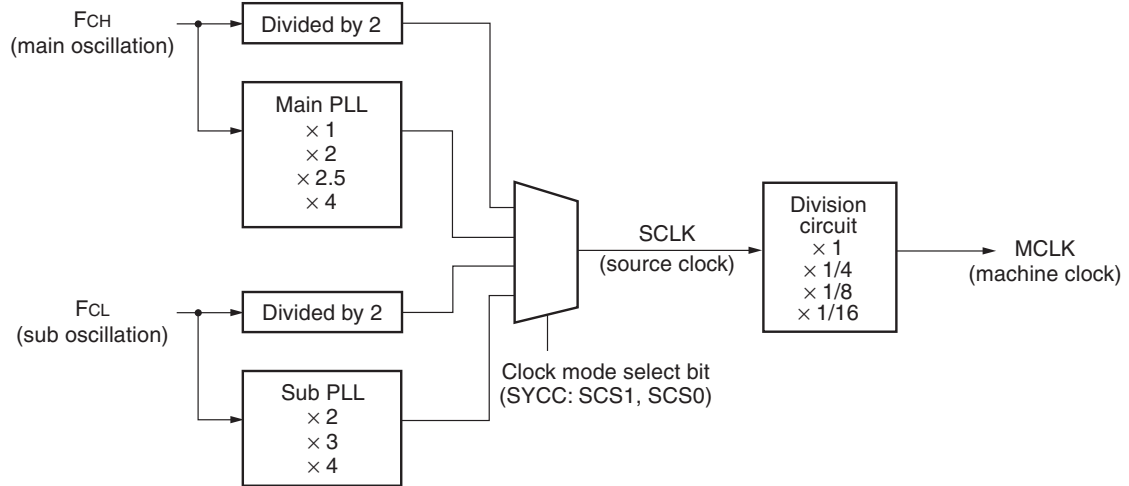 FCH
(main oscillation)
Divided by 2
Main PLL
× 1
× 2
× 2.5
× 4
FCL
(sub oscillation)
Divided by 2
Sub PLL
× 2
× 3
× 4
Clock mode select bit
(SYCC: SCS1, SCS0)
SCLK
(source clock)
Division
circuit
× 1
× 1/4
× 1/8
× 1/16
MCLK
(machine clock)